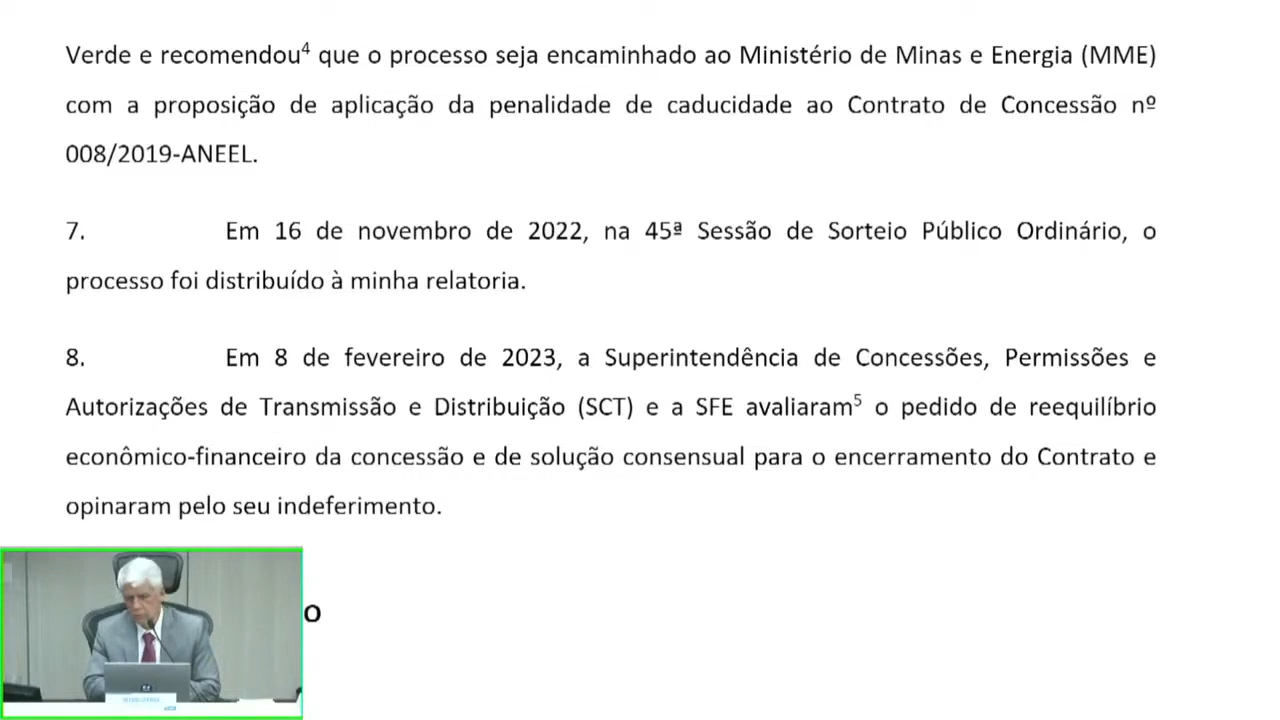 Verde e recomendou⁴ que o processo seja encaminhado ao Ministério de Minas e Energia (MME)
com a proposição de aplicação da penalidade de caducidade ao Contrato de Concessão nº
008/2019-ANEEL.
7. Em 16 de novembro de 2022, na 45ª Sessão de Sorteio Público Ordinário, o
processo foi distribuído à minha relatoria.
8. Em 8 de fevereiro de 2023, a Superintendência de Concessões, Permissões e
Autorizações de Transmissão e Distribuição (SCT) e a SFE avaliaram⁵ o pedido de reequilíbrio
econômico-financeiro da concessão e de solução consensual para o encerramento do Contrato e
opinaram pelo seu indeferimento.
O